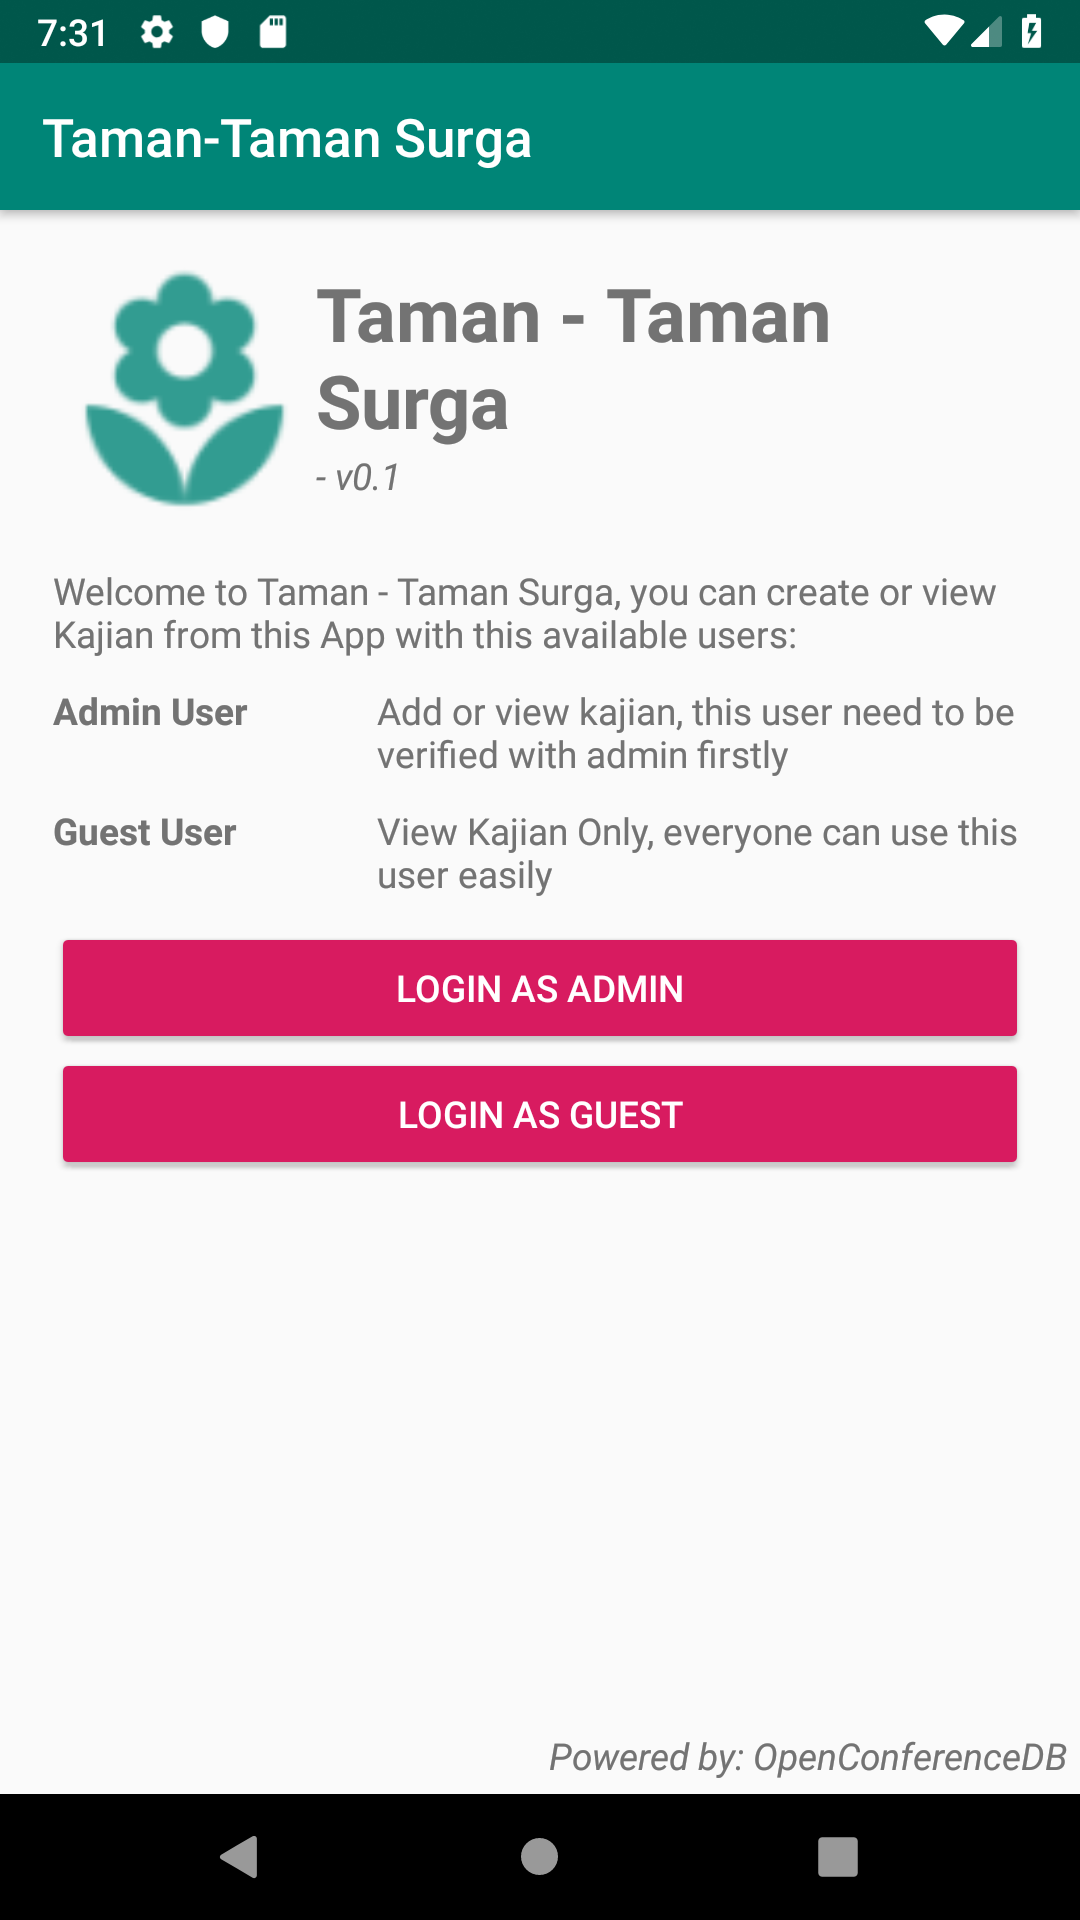 7:31
Taman-Taman Surga
Taman - Taman
Surga
- v0.1
Welcome to Taman - Taman Surga, you can create or view
Kajian from this App with this available users:
Admin User
Add or view kajian, this user need to be
verified with admin firstly
Guest User
View Kajian Only, everyone can use this
user easily
LOGIN AS ADMIN
LOGIN AS GUEST
Powered by: OpenConferenceDB